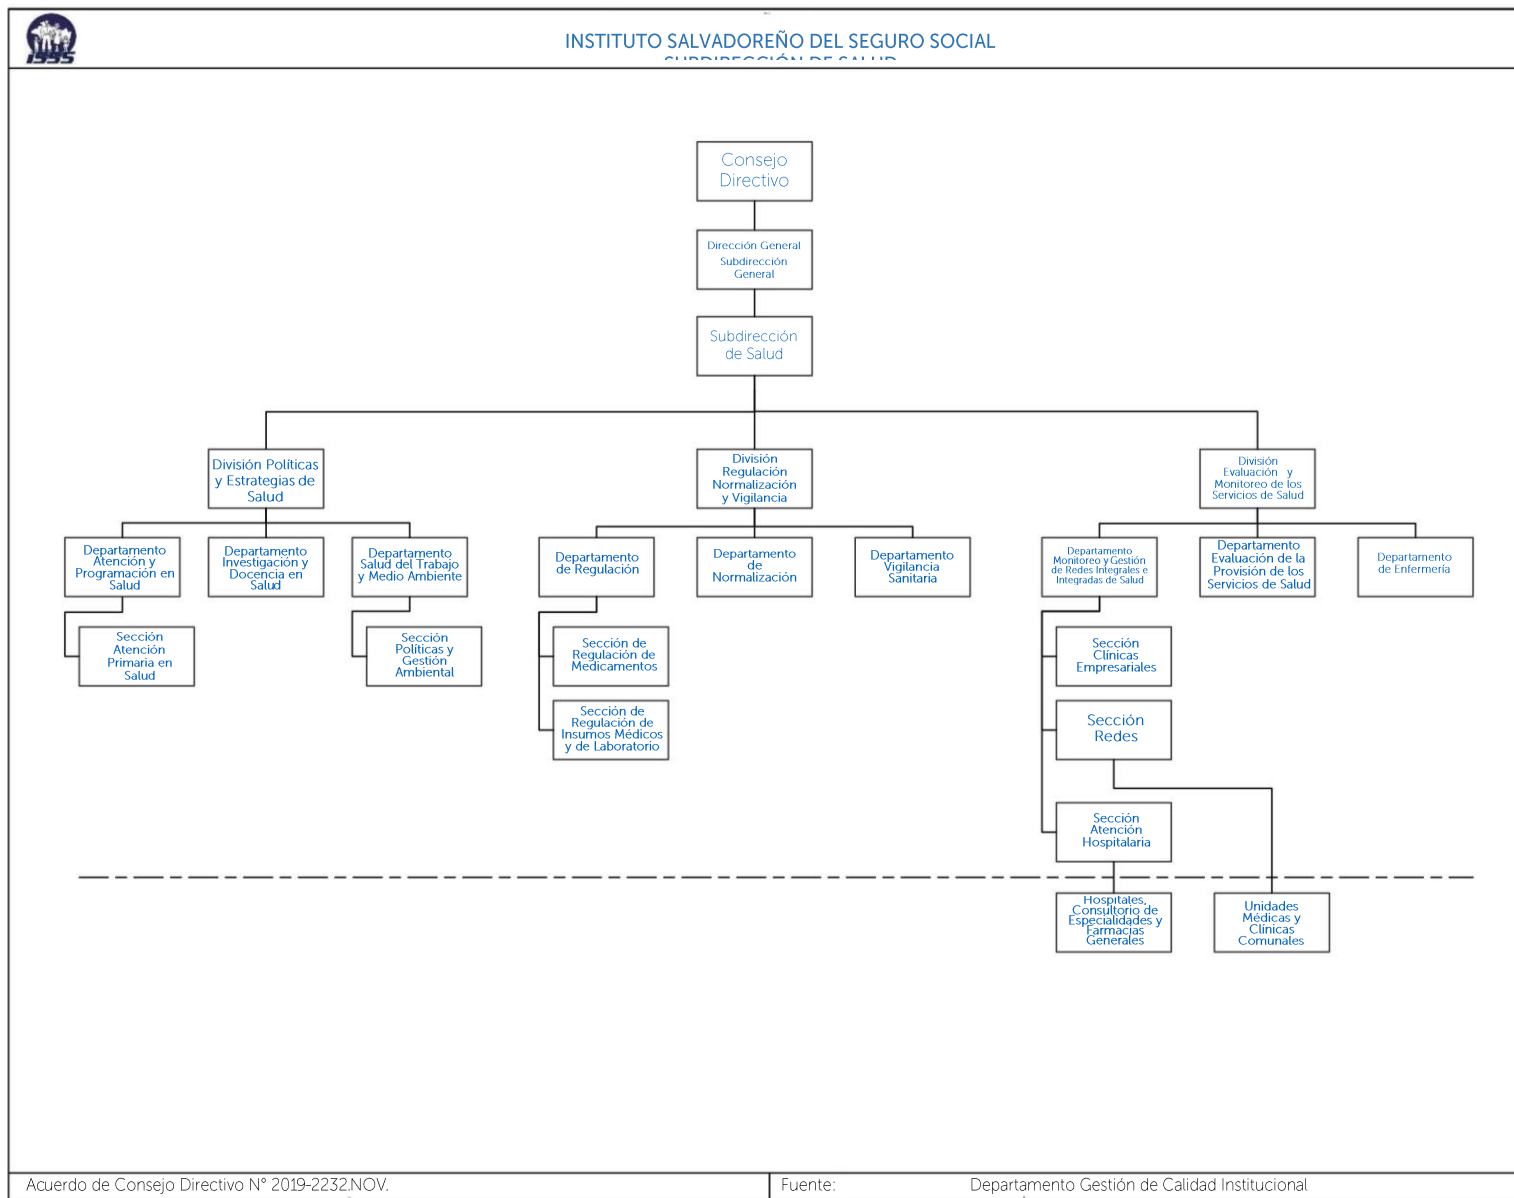 ISSS
INSTITUTO SALVADOREÑO DEL SEGURO SOCIAL
SUBDIRECCIÓN DE SALUD
Consejo
Directivo
Dirección General
Subdirección
General
Subdirección
de Salud
División Políticas
y Estrategias de
Salud
División
Regulación
Normalización
y Vigilancia
División
Evaluación y
Monitoreo de los
Servicios de Salud
Departamento
Atención y
Programación en
Salud
Departamento
Investigación y
Docencia en
Salud
Departamento
Salud del Trabajo
y Medio Ambiente
Departamento
de Regulación
Departamento
de
Normalización
Departamento
Vigilancia
Sanitaria
Departamento
Monitoreo y Gestión
de Redes Integrales e
Integradas de Salud
Departamento
Evaluación de la
Provisión de los
Servicios de Salud
Departamento
de Enfermería
Sección
Atención
Primaria en
Salud
Sección
Políticas y
Gestión
Ambiental
Sección de
Regulación de
Medicamentos
Sección de
Regulación de
Insumos Médicos
y de Laboratorio
Sección
Clínicas
Empresariales
Sección
Redes
Sección
Atención
Hospitalaria
Hospitales,
Consultorio de
Especialidades y
Farmacias
Generales
Unidades
Médicas y
Clínicas
Comunales
Acuerdo de Consejo Directivo N° 2019-2232.NOV.
Fuente: Departamento Gestión de Calidad Institucional